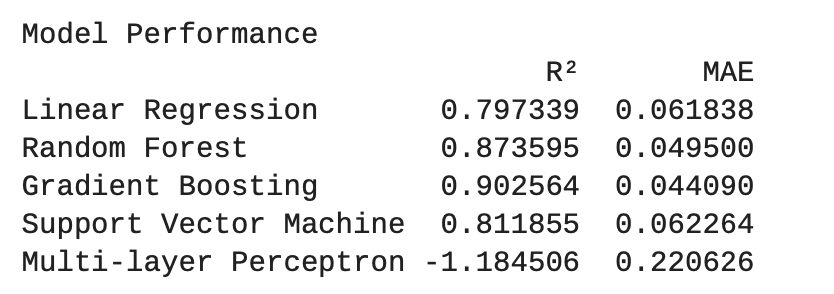 Model Performance
R² MAE
Linear Regression 0.797339 0.061838
Random Forest 0.873595 0.049500
Gradient Boosting 0.902564 0.044090
Support Vector Machine 0.811855 0.062264
Multi-layer Perceptron -1.184506 0.220626